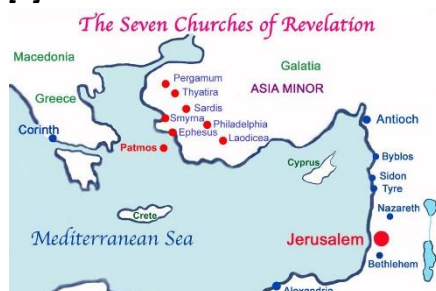 The Seven Churches of Revelation
Macedonia
Pergamum
Galatia
Thyatira
ASIA MINOR
Greece
Sardis
Smyrna
Philadelphia
Antioch
Corinth
Ephesus
Laodicea
Patmos
Byblos
Cyprus
Sidon
Tyre
Nazareth
Crete
Mediterranean Sea
Jerusalem
Bethlehem
Alexandria